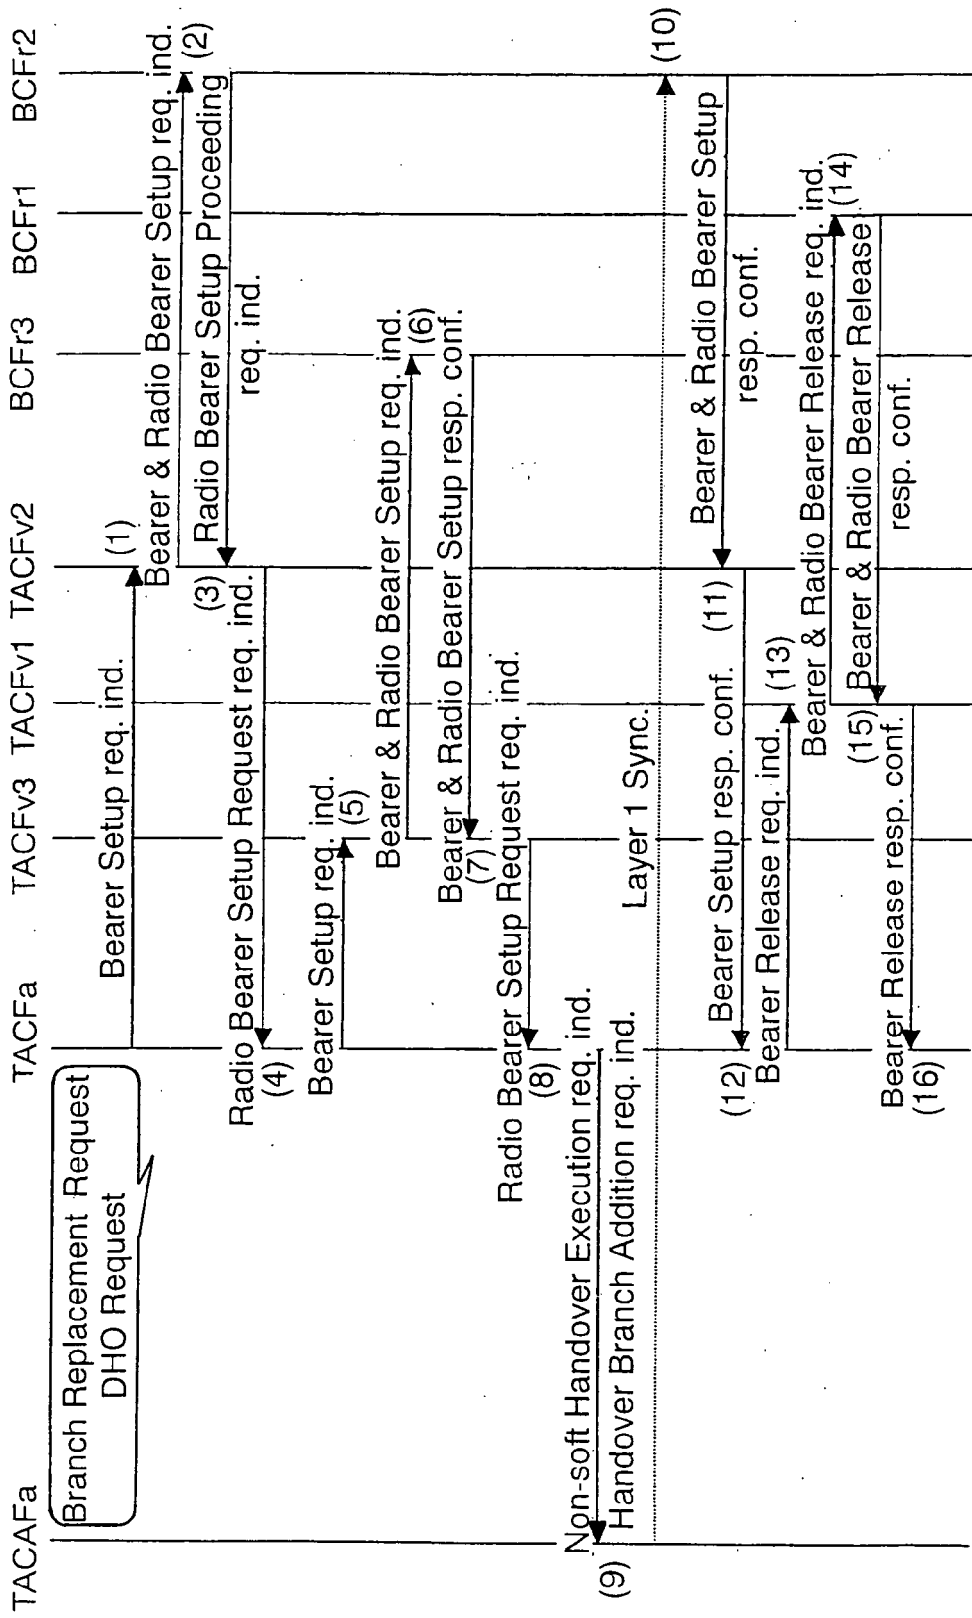 TACAFa
TACFa
TACFv3
TACFv1
TACFv2
BCFr3
BCFr1
BCFr2
Branch Replacement Request
DHO Request
Bearer Setup req. ind.
(1)
Bearer & Radio Bearer Setup req. ind.
(2)
Radio Bearer Setup Proceeding
req. ind.
(3)
Radio Bearer Setup Request req. ind.
(4)
Bearer Setup req. ind.
(5)
Bearer & Radio Bearer Setup req. ind.
(6)
Bearer & Radio Bearer Setup resp. conf.
(7)
Radio Bearer Setup Request req. ind.
(8)
Non-soft Handover Execution req. ind.
(9)
Handover Branch Addition req. ind.
Layer 1 Sync.
(10)
Bearer & Radio Bearer Setup
resp. conf.
(11)
Bearer Setup resp. conf.
(12)
Bearer Release req. ind.
(13)
Bearer & Radio Bearer Release req. ind.
(14)
Bearer & Radio Bearer Release
resp. conf.
(15)
Bearer Release resp. conf.
(16)